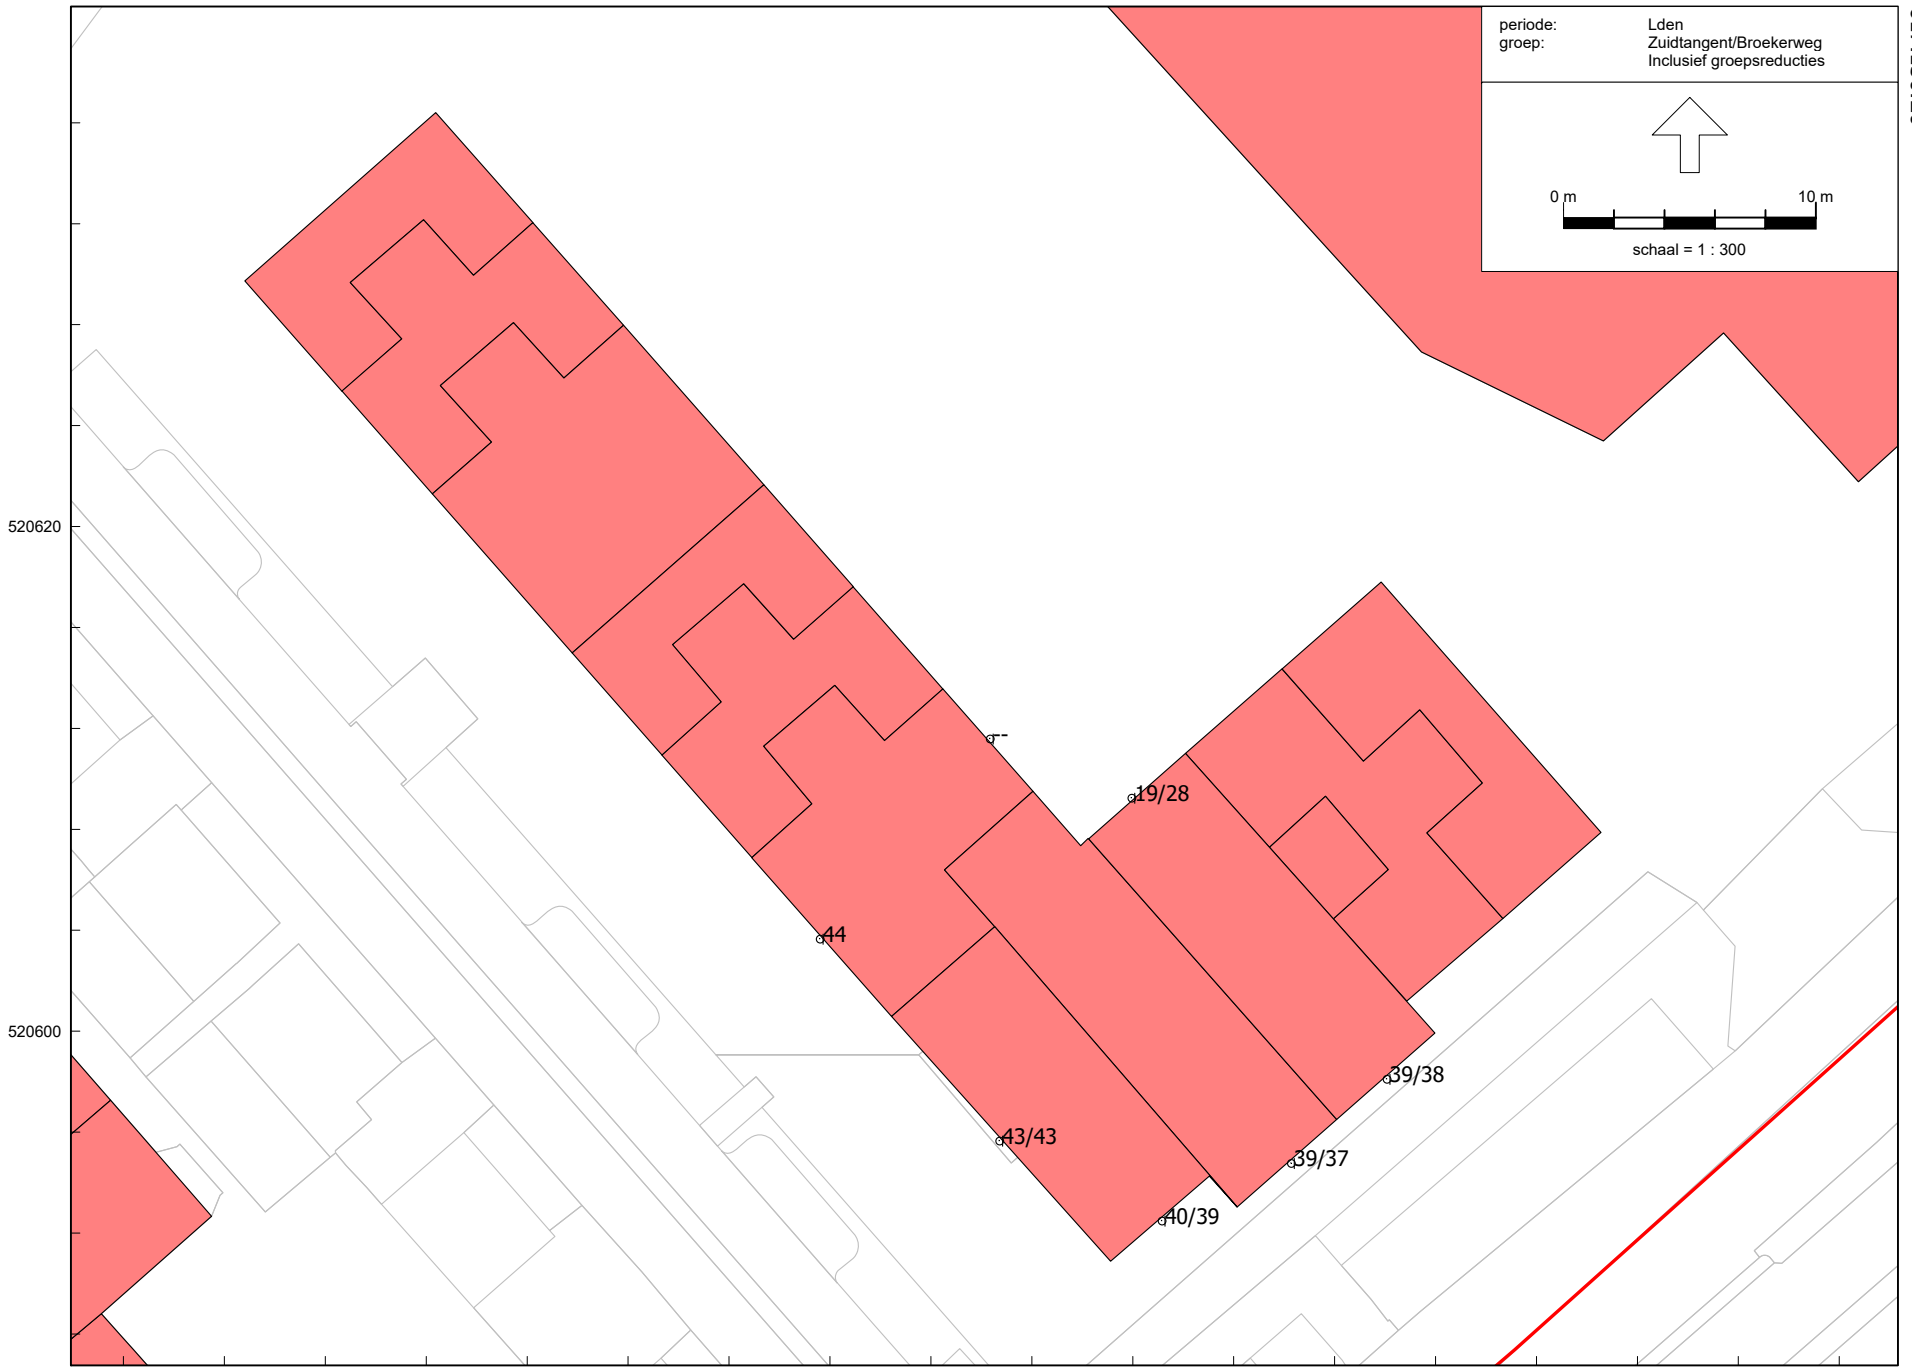 periode: Lden
groep: Zuidtangent/Broekerweg
Inclusief groepsreducties
0 m 10 m
schaal = 1 : 300
520620
--
19/28
44
520600
39/38
43/43
39/37
40/39